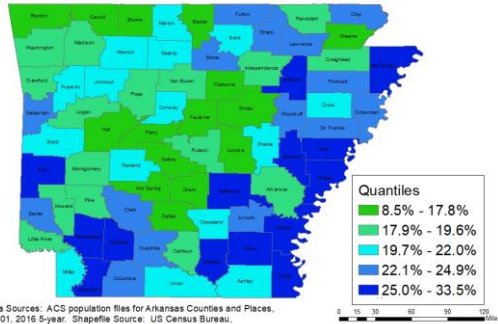 Benton
Carroll
Boone
Marion
Baxter
Fulton
Randolph
Clay
Washington
Madison
Newton
Searcy
Izard
Sharp
Lawrence
Greene
Stone
Independence
Craighead
Crawford
Franklin
Johnson
Van Buren
Cleburne
Poinsett
Sebastian
Logan
Pope
Conway
Faulkner
White
Woodruff
Cross
Crittenden
St. Francis
Scott
Yell
Perry
Pulaski
Lonoke
Prairie
Polk
Montgomery
Garland
Saline
Hot Spring
Grant
Arkansas
Sevier
Howard
Pike
Clark
Dallas
Cleveland
Lincoln
Little River
Ouachita
Calhoun
Miller
Columbia
Union
Ashley
Quantiles
8.5% - 17.8%
17.9% - 19.6%
19.7% - 22.0%
22.1% - 24.9%
25.0% - 33.5%
a Sources: ACS population files for Arkansas Counties and Places,
01, 2016 5-year. Shapefile Source: US Census Bureau,
0 15 30 60 90 120
Mile